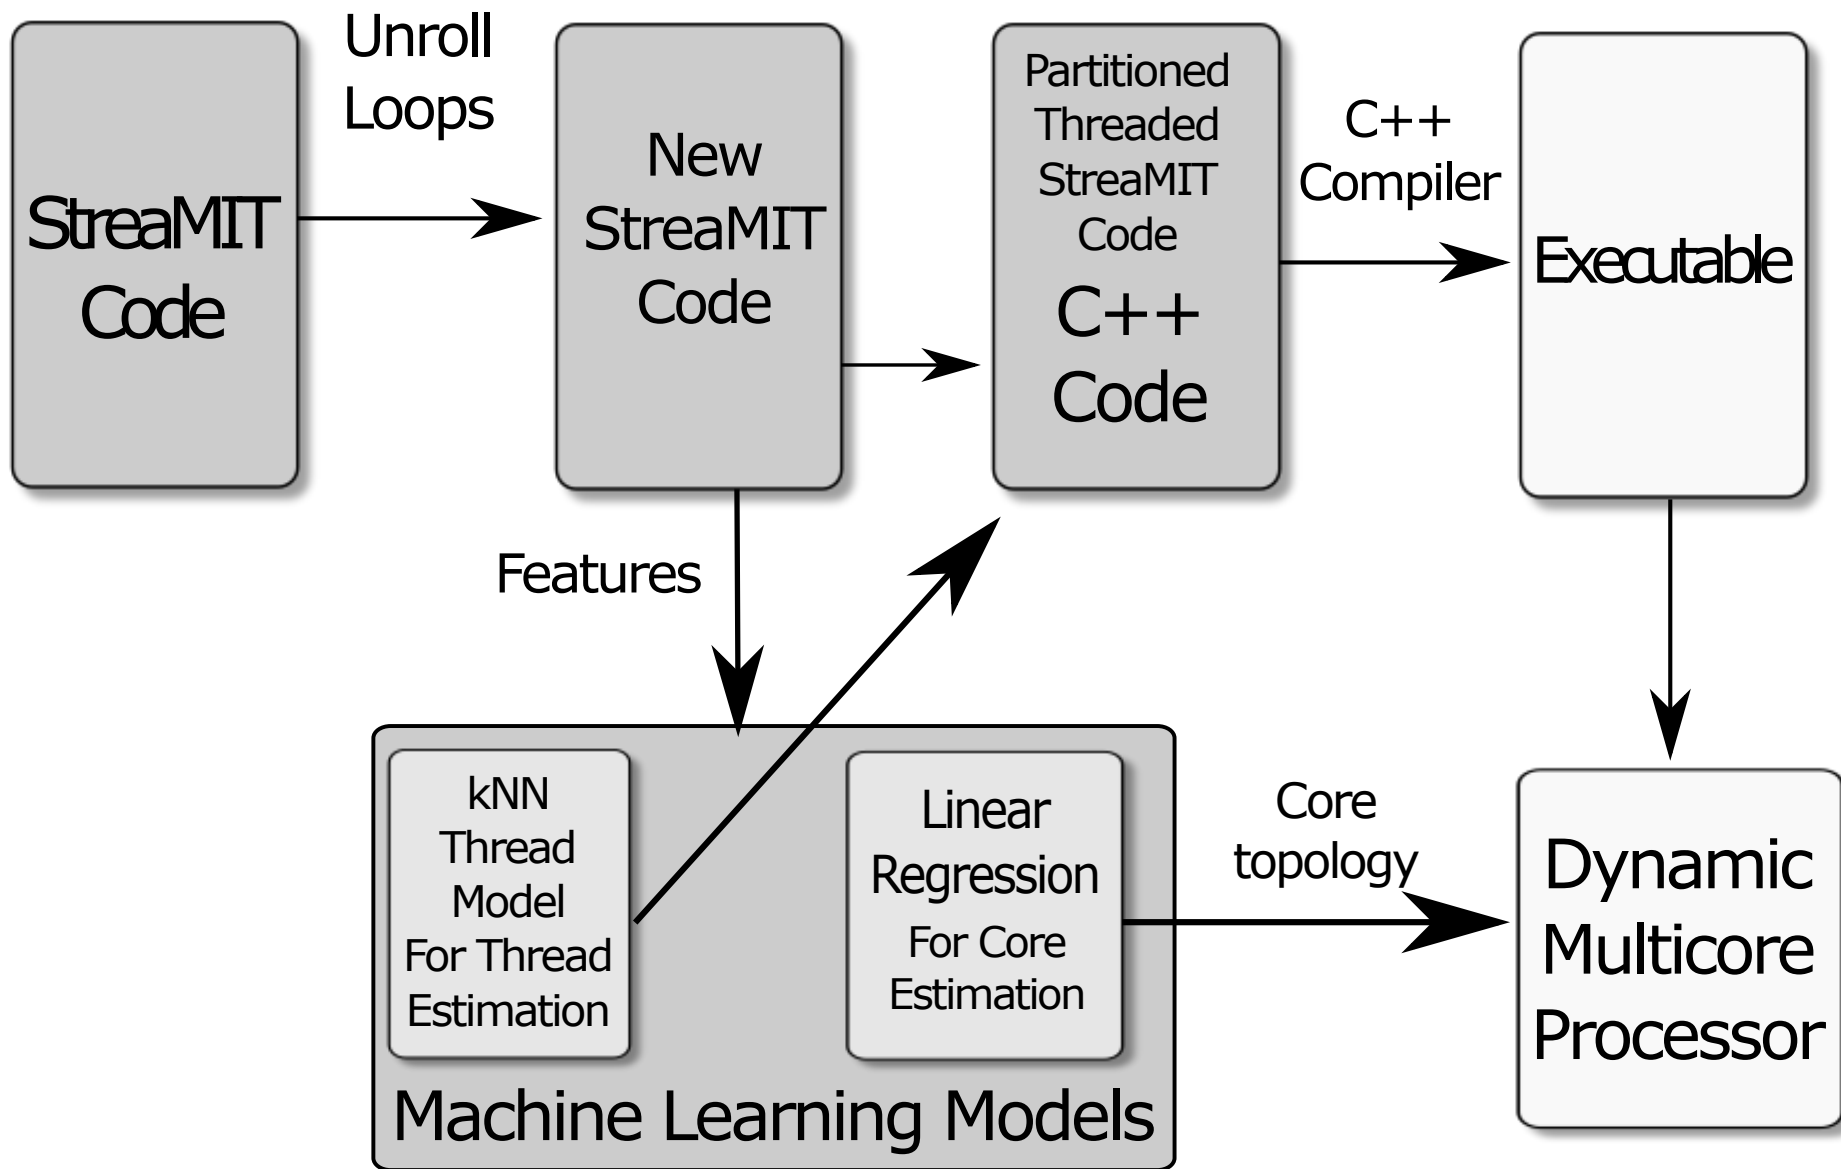 StreaMIT
Code
Unroll
Loops
New
StreaMIT
Code
Partitioned
Threaded
StreaMIT
Code
C++
Code
C++
Compiler
Executable
Features
kNN
Thread
Model
For Thread
Estimation
Linear
Regression
For Core
Estimation
Machine Learning Models
Core
topology
Dynamic
Multicore
Processor